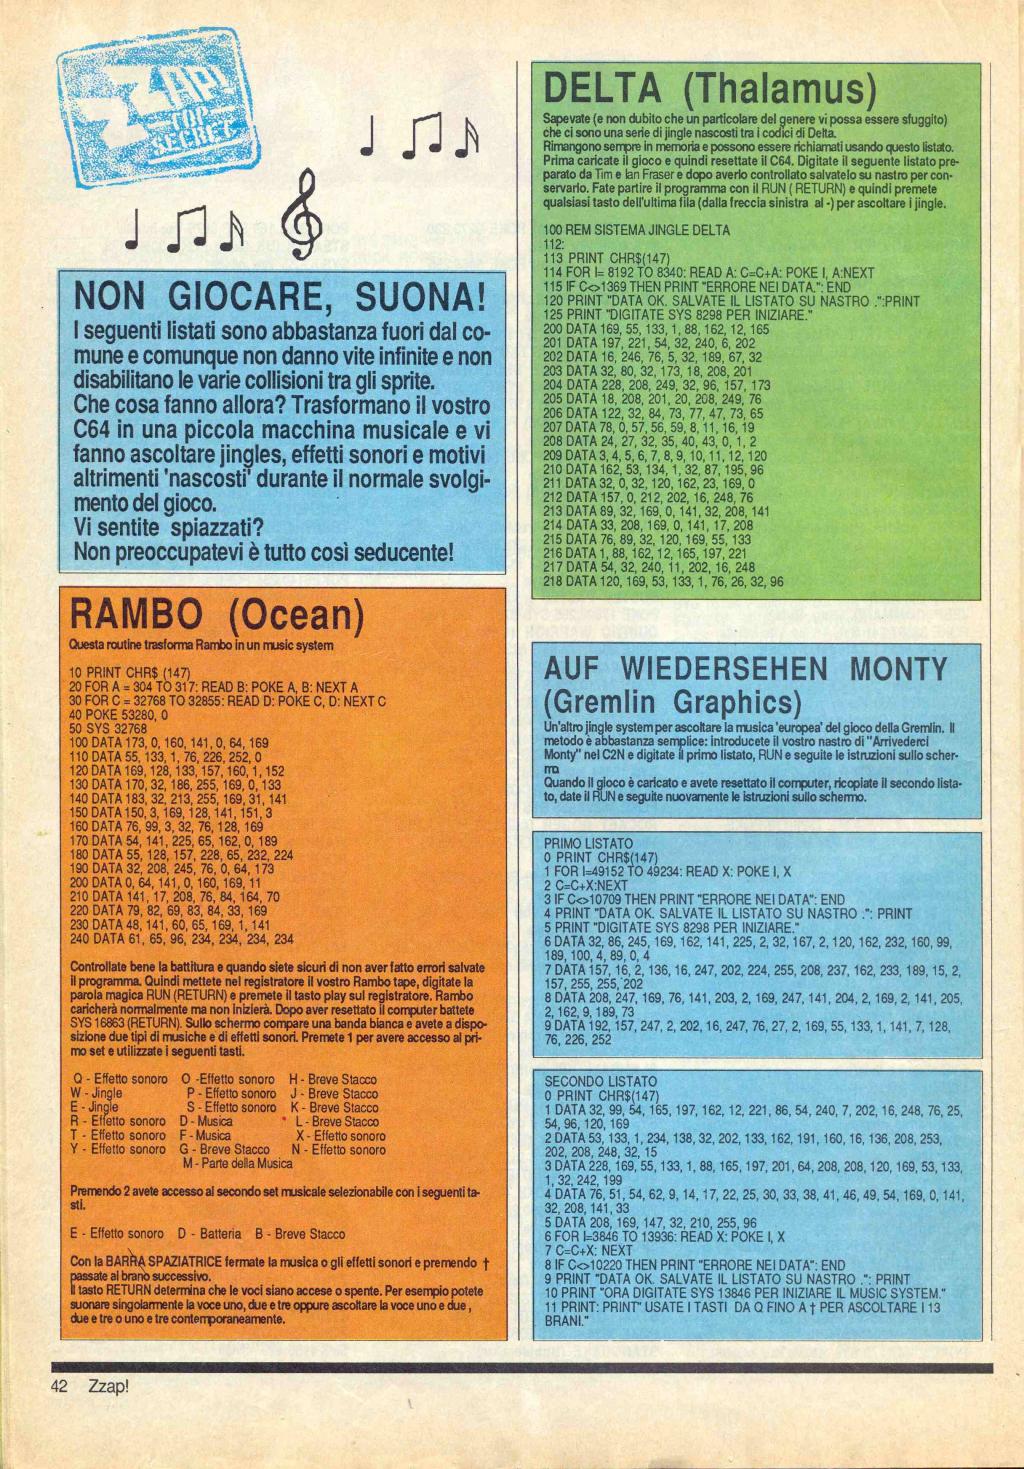 ZZAP!
TOP
SECRET
NON GIOCARE, SUONA!
I seguenti listati sono abbastanza fuori dal co-
mune e comunque non danno vite infinite e non
disabilitano le varie collisioni tra gli sprite.
Che cosa fanno allora? Trasformano il vostro
C64 in una piccola macchina musicale e vi
fanno ascoltare jingles, effetti sonori e motivi
altrimenti 'nascosti' durante il normale svolgi-
mento del gioco.
Vi sentite spiazzati?
Non preoccupatevi è tutto così seducente!
RAMBO (Ocean)
Questa routine trasforma Rambo in un music system
10 PRINT CHR$ (147)
20 FOR A = 304 TO 317: READ B: POKE A, B: NEXT A
30 FOR C = 32768 TO 32855: READ D: POKE C, D: NEXT C
40 POKE 53280, 0
50 SYS 32768
100 DATA 173, 0, 160, 141, 0, 64, 169
110 DATA 55, 133, 1, 76, 226, 252, 0
120 DATA 169, 128, 133, 157, 160, 1, 152
130 DATA 170, 32, 186, 255, 169, 0, 133
140 DATA 183, 32, 213, 255, 169, 31, 141
150 DATA 150, 3, 169, 128, 141, 151, 3
160 DATA 76, 99, 3, 32, 76, 128, 169
170 DATA 54, 141, 225, 65, 162, 0, 189
180 DATA 55, 128, 157, 228, 65, 232, 224
190 DATA 32, 208, 245, 76, 0, 64, 173
200 DATA 0, 64, 141, 0, 160, 169, 11
210 DATA 141, 17, 208, 76, 84, 164, 70
220 DATA 79, 82, 69, 83, 84, 33, 169
230 DATA 48, 141, 60, 65, 169, 1, 141
240 DATA 61, 65, 96, 234, 234, 234, 234
Controllate bene la battitura e quando siete sicuri di non aver fatto errori salvate
il programma. Quindi mettete nel registratore il vostro Rambo tape, digitate la
parola magica RUN (RETURN) e premete il tasto play sul registratore. Rambo
caricherà normalmente ma non inizierà. Dopo aver resettato il computer battete
SYS 16863 (RETURN). Sullo schermo compare una banda bianca e avete a dispo-
sizione due tipi di musiche e di effetti sonori. Premete 1 per avere accesso al pri-
mo set e utilizzate i seguenti tasti.
Q - Effetto sonoro O -Effetto sonoro H - Breve Stacco
W - Jingle P - Effetto sonoro J - Breve Stacco
E - Jingle S - Effetto sonoro K - Breve Stacco
R - Effetto sonoro D - Musica L - Breve Stacco
T - Effetto sonoro F - Musica X - Effetto sonoro
Y - Effetto sonoro G - Breve Stacco N - Effetto sonoro
M - Parte della Musica
Premendo 2 avete accesso al secondo set musicale selezionabile con i seguenti ta-
sti.
E - Effetto sonoro D - Batteria B - Breve Stacco
Con la BARRA SPAZIATRICE fermate la musica o gli effetti sonori e premendo †
passate al brano successivo.
Il tasto RETURN determina che le voci siano accese o spente. Per esempio potete
suonare singolarmente la voce uno, due e tre oppure ascoltare la voce uno e due ,
due e tre o uno e tre contemporaneamente.
DELTA (Thalamus)
Sapevate (e non dubito che un particolare del genere vi possa essere sfuggito)
che ci sono una serie di jingle nascosti tra i codici di Delta.
Rimangono sempre in memoria e possono essere richiamati usando questo listato.
Prima caricate il gioco e quindi resettate il C64. Digitate il seguente listato pre-
parato da Tim e Ian Fraser e dopo averlo controllato salvatelo su nastro per con-
servarlo. Fate partire il programma con il RUN ( RETURN) e quindi premete
qualsiasi tasto dell'ultima fila (dalla freccia sinistra al -) per ascoltare i jingle.
100 REM SISTEMA JINGLE DELTA
112:
113 PRINT CHR$(147)
114 FOR I= 8192 TO 8340: READ A: C=C+A: POKE I, A:NEXT
115 IF C<>1369 THEN PRINT "ERRORE NEI DATA.": END
120 PRINT "DATA OK. SALVATE IL LISTATO SU NASTRO .":PRINT
125 PRINT "DIGITATE SYS 8298 PER INIZIARE."
200 DATA 169, 55, 133, 1, 88, 162, 12, 165
201 DATA 197, 221, 54, 32, 240, 6, 202
202 DATA 16, 246, 76, 5, 32, 189, 67, 32
203 DATA 32, 80, 32, 173, 18, 208, 201
204 DATA 228, 208, 249, 32, 96, 157, 173
205 DATA 18, 208, 201, 20, 208, 249, 76
206 DATA 122, 32, 84, 73, 77, 47, 73, 65
207 DATA 78, 0, 57, 56, 59, 8, 11, 16, 19
208 DATA 24, 27, 32, 35, 40, 43, 0, 1, 2
209 DATA 3, 4, 5, 6, 7, 8, 9, 10, 11, 12, 120
210 DATA 162, 53, 134, 1, 32, 87, 195, 96
211 DATA 32, 0, 32, 120, 162, 23, 169, 0
212 DATA 157, 0, 212, 202, 16, 248, 76
213 DATA 89, 32, 169, 0, 141, 32, 208, 141
214 DATA 33, 208, 169, 0, 141, 17, 208
215 DATA 76, 89, 32, 120, 169, 55, 133
216 DATA 1, 88, 162, 12, 165, 197, 221
217 DATA 54, 32, 240, 11, 202, 16, 248
218 DATA 120, 169, 53, 133, 1, 76, 26, 32, 96
AUF WIEDERSEHEN MONTY
(Gremlin Graphics)
Un'altro jingle system per ascoltare la musica 'europea' del gioco della Gremlin. Il
metodo è abbastanza semplice: introducete il vostro nastro di "Arrivederci
Monty" nel C2N e digitate il primo listato, RUN e seguite le istruzioni sullo scher-
mo
Quando il gioco è caricato e avete resettato il computer, ricopiate il secondo lista-
to, date il RUN e seguite nuovamente le istruzioni sullo schermo.
PRIMO LISTATO
0 PRINT CHR$(147)
1 FOR I=49152 TO 49234: READ X: POKE I, X
2 C=C+X:NEXT
3 IF C<>10709 THEN PRINT "ERRORE NEI DATA": END
4 PRINT "DATA OK. SALVATE IL LISTATO SU NASTRO .": PRINT
5 PRINT "DIGITATE SYS 8298 PER INIZIARE."
6 DATA 32, 86, 245, 169, 162, 141, 225, 2, 32, 167, 2, 120, 162, 232, 160, 99,
189, 100, 4, 89, 0, 4
7 DATA 157, 16, 2, 136, 16, 247, 202, 224, 255, 208, 237, 162, 233, 189, 15, 2,
157, 255, 255, 202
8 DATA 208, 247, 169, 76, 141, 203, 2, 169, 247, 141, 204, 2, 169, 2, 141, 205,
2, 162, 9, 189, 73
9 DATA 192, 157, 247, 2, 202, 16, 247, 76, 27, 2, 169, 55, 133, 1, 141, 7, 128,
76, 226, 252
SECONDO LISTATO
0 PRINT CHR$(147)
1 DATA 32, 99, 54, 165, 197, 162, 12, 221, 86, 54, 240, 7, 202, 16, 248, 76, 25,
54, 96, 120, 169
2 DATA 53, 133, 1, 234, 138, 32, 202, 133, 162, 191, 160, 16, 136, 208, 253,
202, 208, 248, 32, 15
3 DATA 228, 169, 55, 133, 1, 88, 165, 197, 201, 64, 208, 208, 120, 169, 53, 133,
1, 32, 242, 199
4 DATA 76, 51, 54, 62, 9, 14, 17, 22, 25, 30, 33, 38, 41, 46, 49, 54, 169, 0, 141,
32, 208, 141, 33
5 DATA 208, 169, 147, 32, 210, 255, 96
6 FOR I=3846 TO 13936: READ X: POKE I, X
7 C=C+X: NEXT
8 IF C<>10220 THEN PRINT "ERRORE NEI DATA": END
9 PRINT "DATA OK. SALVATE IL LISTATO SU NASTRO .": PRINT
10 PRINT "ORA DIGITATE SYS 13846 PER INIZIARE IL MUSIC SYSTEM."
11 PRINT: PRINT" USATE I TASTI DA Q FINO A † PER ASCOLTARE I 13
BRANI."
42 Zzap!